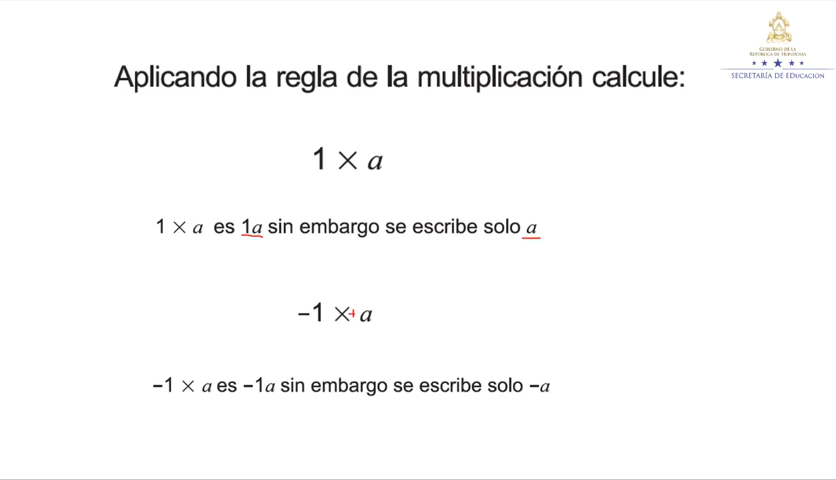 GOBIERNO DE LA
REPÚBLICA DE HONDURAS
SECRETARÍA DE EDUCACIÓN
Aplicando la regla de la multiplicación calcule:
1 × a
1 × a es 1a sin embargo se escribe solo a
−1 ×+ a
−1 × a es −1a sin embargo se escribe solo −a